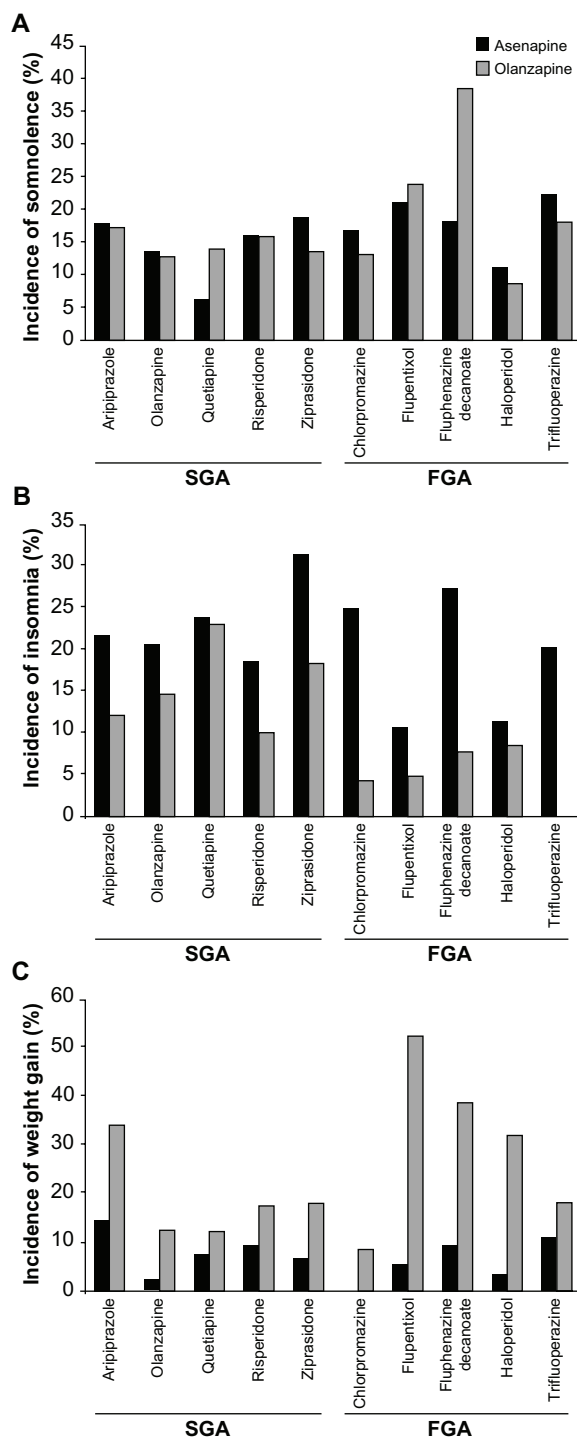 A
Incidence of somnolence (%)
45
40
35
30
25
20
15
10
5
0
Asenapine
Olanzapine
Aripiprazole
Olanzapine
Quetiapine
Risperidone
Ziprasidone
Chlorpromazine
Flupentixol
Fluphenazine
decanoate
Haloperidol
Trifluoperazine
SGA
FGA
B
Incidence of insomnia (%)
35
30
25
20
15
10
5
0
Aripiprazole
Olanzapine
Quetiapine
Risperidone
Ziprasidone
Chlorpromazine
Flupentixol
Fluphenazine
decanoate
Haloperidol
Trifluoperazine
SGA
FGA
C
Incidence of weight gain (%)
60
50
40
30
20
10
0
Aripiprazole
Olanzapine
Quetiapine
Risperidone
Ziprasidone
Chlorpromazine
Flupentixol
Fluphenazine
decanoate
Haloperidol
Trifluoperazine
SGA
FGA